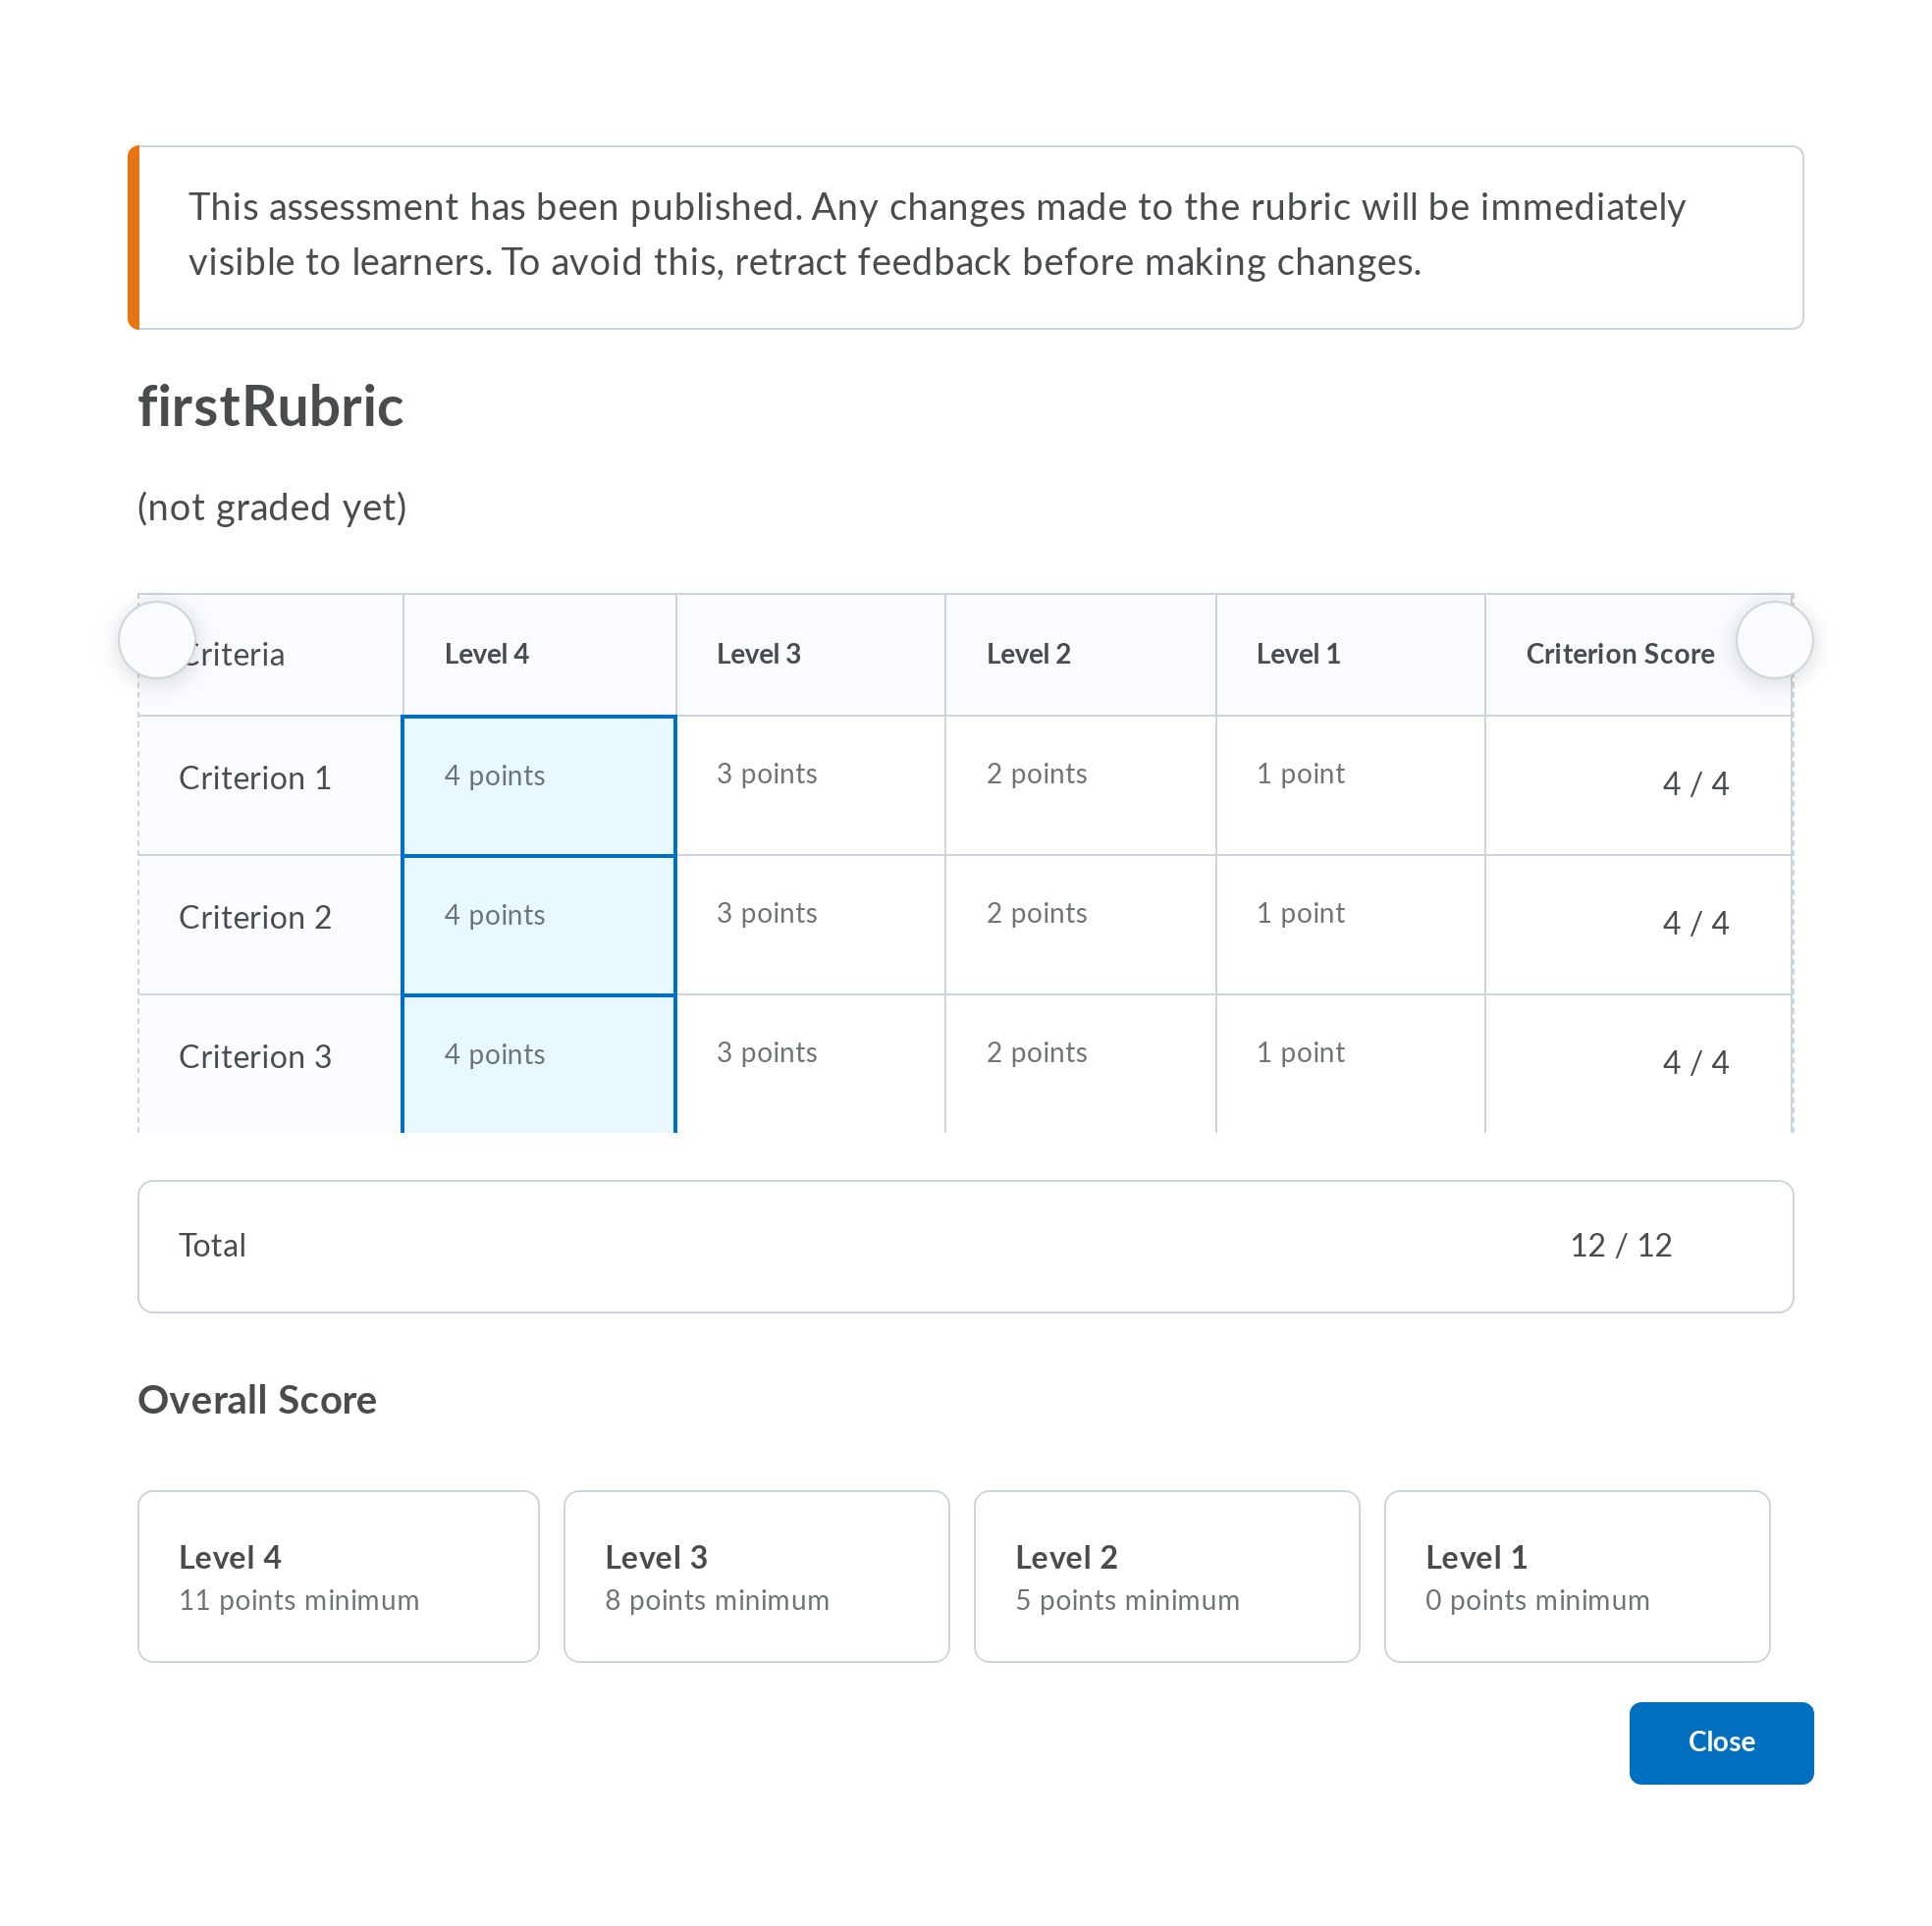 This assessment has been published. Any changes made to the rubric will be immediately
visible to learners. To avoid this, retract feedback before making changes.
firstRubric
(not graded yet)
Criteria Level 4 Level 3 Level 2 Level 1 Criterion Score
Criterion 1 4 points 3 points 2 points 1 point 4 / 4
Criterion 2 4 points 3 points 2 points 1 point 4 / 4
Criterion 3 4 points 3 points 2 points 1 point 4 / 4
Total 12 / 12
Overall Score
Level 4 Level 3 Level 2 Level 1
11 points minimum 8 points minimum 5 points minimum 0 points minimum
Close